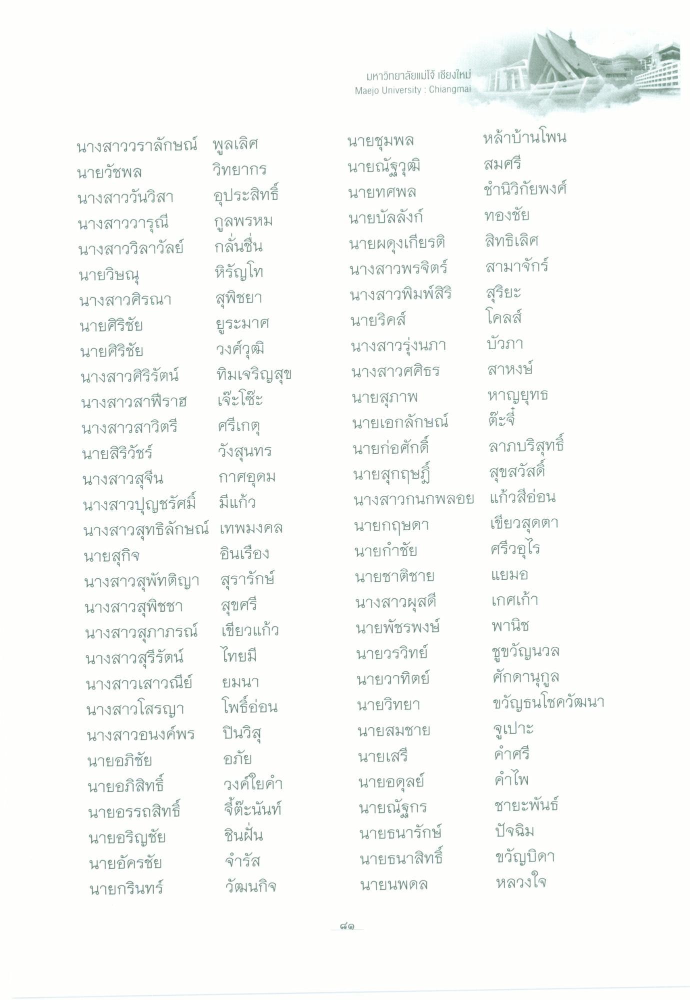 มหาวิทยาลัยแม่โจ้ เชียงใหม่
Maejo University : Chiangmai
นางสาววราลักษณ์ พูลเลิศ
นายวัชพล วิทยากร
นางสาววันวิสา อุประสิทธิ์
นางสาววารุณี กูลพรหม
นางสาววิลาวัลย์ กลั่นชื่น
นายวิษณุ หิรัญโท
นางสาวศิรณา สุพิชยา
นายศิริชัย ยูระมาศ
นายศิริชัย วงศ์วุฒิ
นางสาวศิริรัตน์ ทิมเจริญสุข
นางสาวสาฟีราฮ เจ๊ะโซ๊ะ
นางสาวสาวิตรี ศรีเกตุ
นายสิริวัชร์ วังสุนทร
นางสาวสุจีน กาศอุดม
นางสาวปุญชรัศมิ์ มีแก้ว
นางสาวสุทธิลักษณ์ เทพมงคล
นายสุกิจ อินเรือง
นางสาวสุพัทติญา สุรารักษ์
นางสาวสุพิชชา สุขศรี
นางสาวสุภาภรณ์ เขียวแก้ว
นางสาวสุรีรัตน์ ไทยมี
นางสาวเสาวณีย์ ยมนา
นางสาวโสรญา โพธิ์อ่อน
นางสาวอนงค์พร ปินวิสุ
นายอภิชัย อภัย
นายอภิสิทธิ์ วงค์ใยคำ
นายอรรถสิทธิ์ จี้ต๊ะนันท์
นายอริญชัย ชินฝั่น
นายอัครชัย จำรัส
นายกรินทร์ วัฒนกิจ
นายชุมพล หล้าบ้านโพน
นายณัฐวุฒิ สมศรี
นายทศพล ชำนิวิกัยพงศ์
นายบัลลังก์ ทองชัย
นายผดุงเกียรติ สิทธิเลิศ
นางสาวพรจิตร์ สามาจักร์
นางสาวพิมพ์สิริ สุริยะ
นายริคส์ โคลส์
นางสาวรุ่งนภา บัวภา
นางสาวศศิธร สาหงษ์
นายสุภาพ หาญยุทธ
นายเอกลักษณ์ ต๊ะจี๋
นายก่อศักดิ์ ลาภบริสุทธิ์
นายสุกฤษฎิ์ สุขสวัสดิ์
นางสาวกนกพลอย แก้วสีอ่อน
นายกฤษดา เขียวสุดตา
นายกำชัย ศรีวอุไร
นายชาติชาย แยมอ
นางสาวผุสดี เกศเก้า
นายพัชรพงษ์ พานิช
นายวรวิทย์ ชูขวัญนวล
นายวาทิตย์ ศักดานุกูล
นายวิทยา ขวัญธนโชควัฒนา
นายสมชาย จูเปาะ
นายเสรี คำศรี
นายอดุลย์ คำไพ
นายณัฐกร ชายะพันธ์
นายธนารักษ์ ปัจฉิม
นายธนาสิทธิ์ ขวัญบิดา
นายนพดล หลวงใจ
๘๑